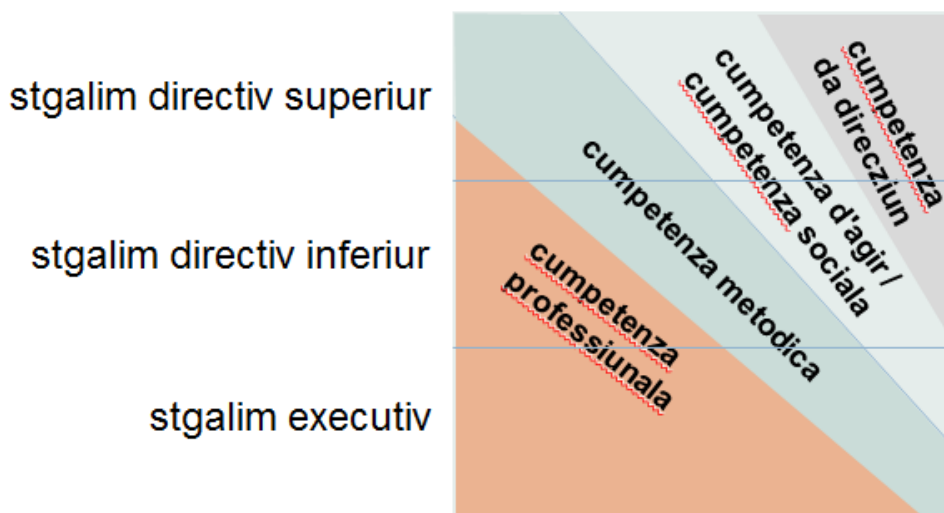 stgalim directiv superiur
stgalim directiv inferiur
stgalim executiv
cumpetenza
professiunala
cumpetenza metodica
cumpetenza d'agir /
cumpetenza sociala
cumpetenza
da direcziun